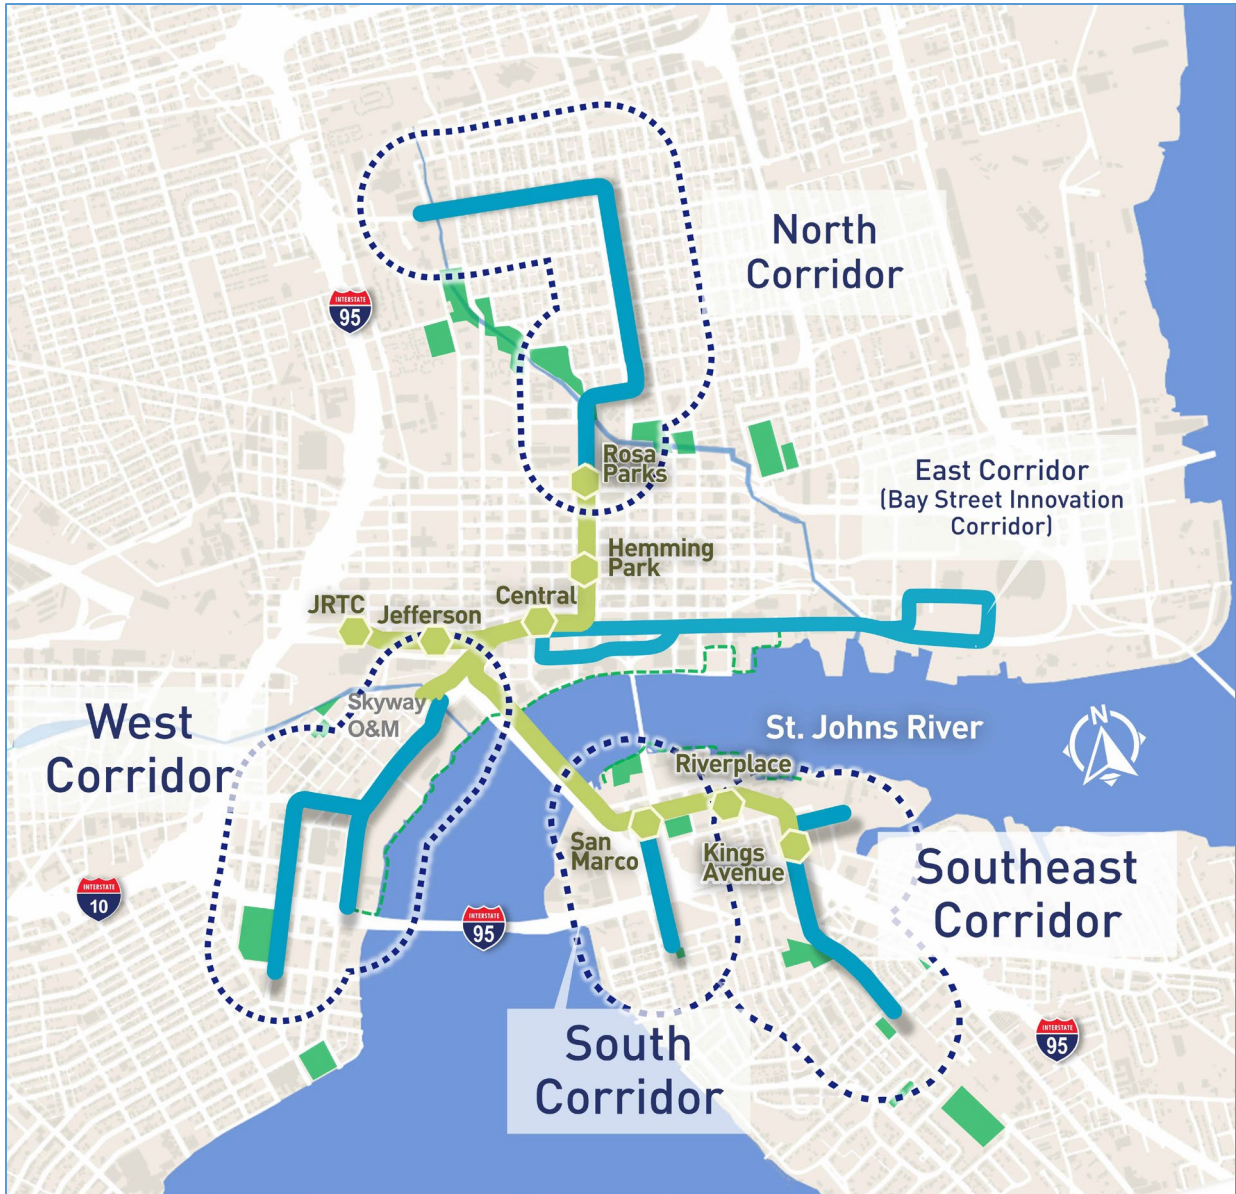 North
Corridor
INTERSTATE
95
East Corridor
(Bay Street Innovation
Corridor)
Rosa
Parks
Hemming
Park
Central
JRTC
Jefferson
Skyway
O&M
West
Corridor
St. Johns River
N
Riverplace
San
Marco
Kings
Avenue
Southeast
Corridor
INTERSTATE
10
INTERSTATE
95
South
Corridor
INTERSTATE
95